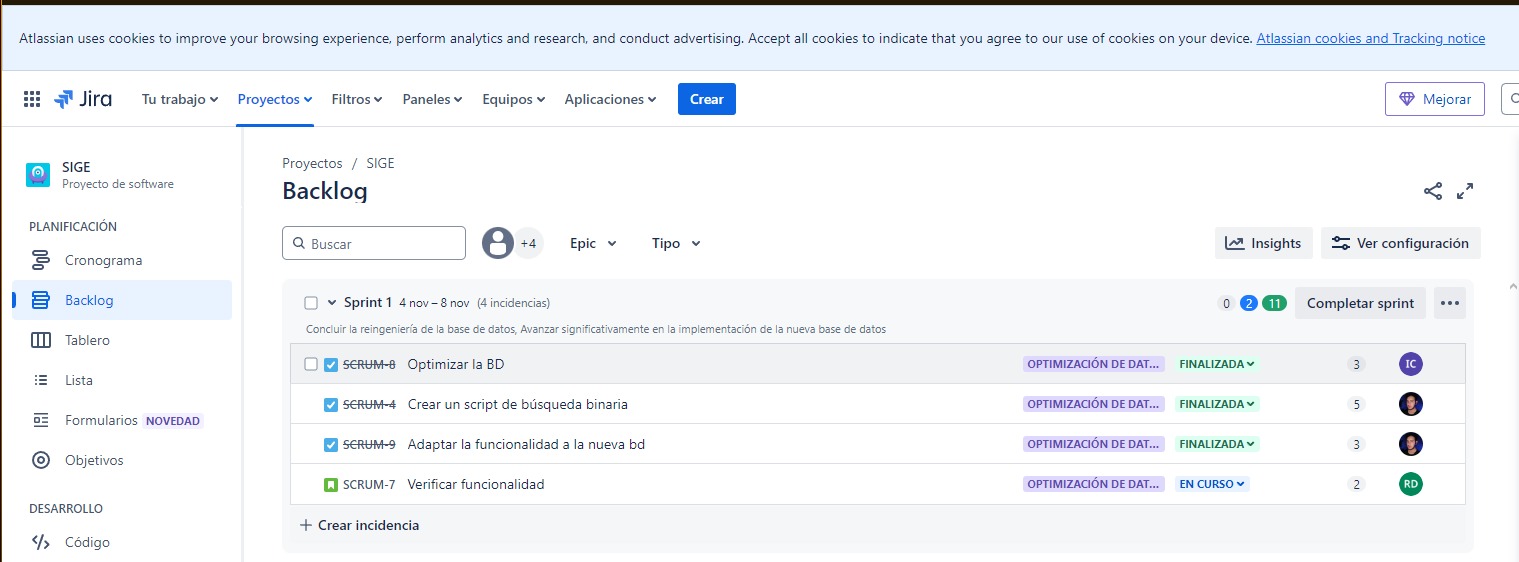 Atlassian uses cookies to improve your browsing experience, perform analytics and research, and conduct advertising. Accept all cookies to indicate that you agree to our use of cookies on your device. Atlassian cookies and Tracking notice
Jira Tu trabajo Proyectos Filtros Paneles Equipos Aplicaciones Crear Mejorar
SIGE
Proyecto de software
PLANIFICACIÓN
Cronograma
Backlog
Tablero
Lista
Formularios NOVEDAD
Objetivos
DESARROLLO
Código
Proyectos / SIGE
Backlog
Buscar +4 Epic Tipo Insights Ver configuración
Sprint 1 4 nov – 8 nov (4 incidencias) 0 2 11 Completar sprint
Concluir la reingeniería de la base de datos, Avanzar significativamente en la implementación de la nueva base de datos
SCRUM-8 Optimizar la BD OPTIMIZACIÓN DE DAT... FINALIZADA 3 IC
SCRUM-4 Crear un script de búsqueda binaria OPTIMIZACIÓN DE DAT... FINALIZADA 5
SCRUM-9 Adaptar la funcionalidad a la nueva bd OPTIMIZACIÓN DE DAT... FINALIZADA 3
SCRUM-7 Verificar funcionalidad OPTIMIZACIÓN DE DAT... EN CURSO 2 RD
+ Crear incidencia